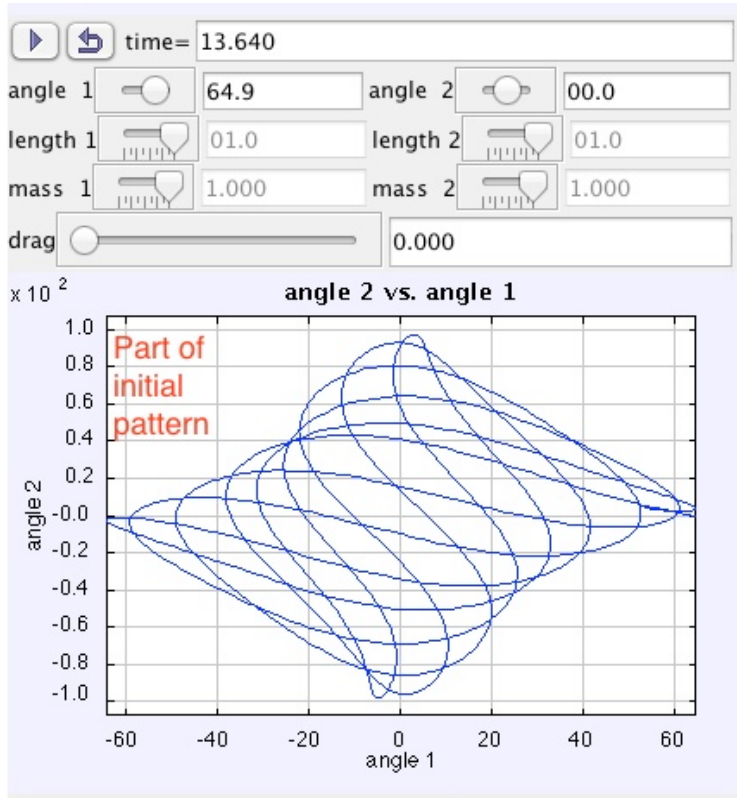 time= 13.640
angle 1 64.9 angle 2 00.0
length 1 01.0 length 2 01.0
mass 1 1.000 mass 2 1.000
drag 0.000
x 10 2
angle 2 vs. angle 1
Part of
initial
pattern
1.0
0.8
0.6
0.4
0.2
-0.0
-0.2
-0.4
-0.6
-0.8
-1.0
angle 2
-60 -40 -20 0 20 40 60
angle 1